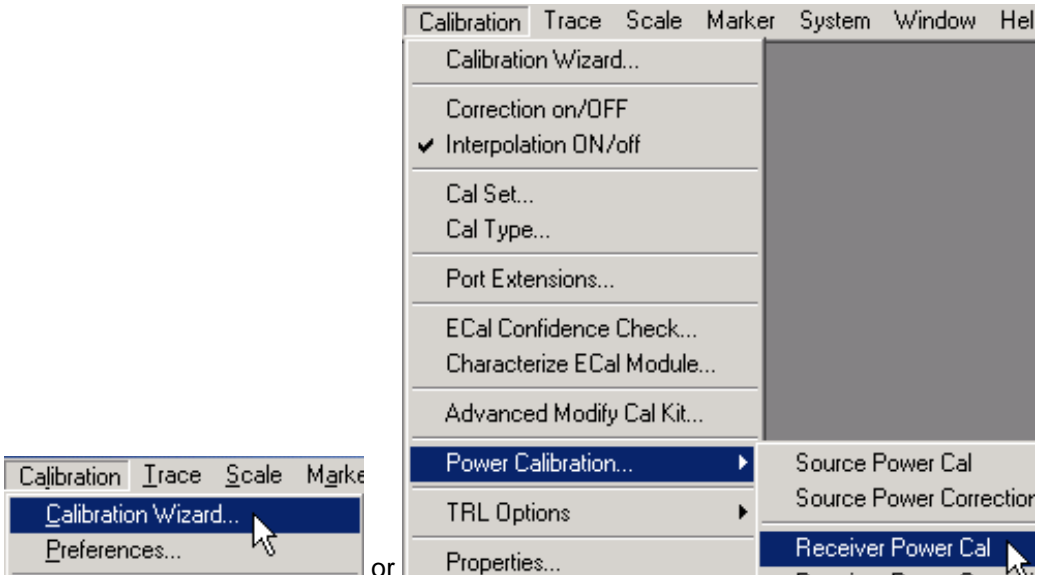 Calibration Trace Scale Marker System Window Hel
Calibration Wizard...
Correction on/OFF
Interpolation ON/off
Cal Set...
Cal Type...
Port Extensions...
ECal Confidence Check...
Characterize ECal Module...
Advanced Modify Cal Kit...
Power Calibration...
Source Power Cal
Source Power Correction
TRL Options
Receiver Power Cal
Properties...
Calibration Trace Scale Marke
Calibration Wizard...
Preferences...
or